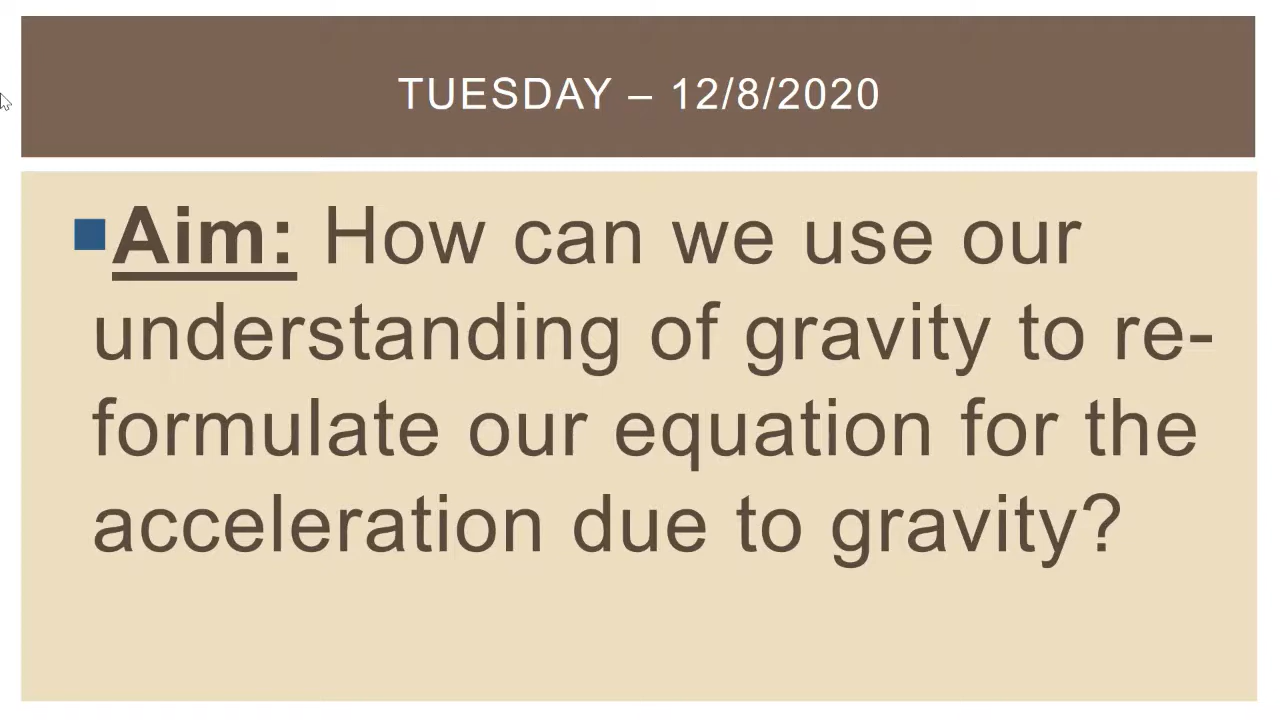 TUESDAY – 12/8/2020
Aim: How can we use our
understanding of gravity to re-
formulate our equation for the
acceleration due to gravity?